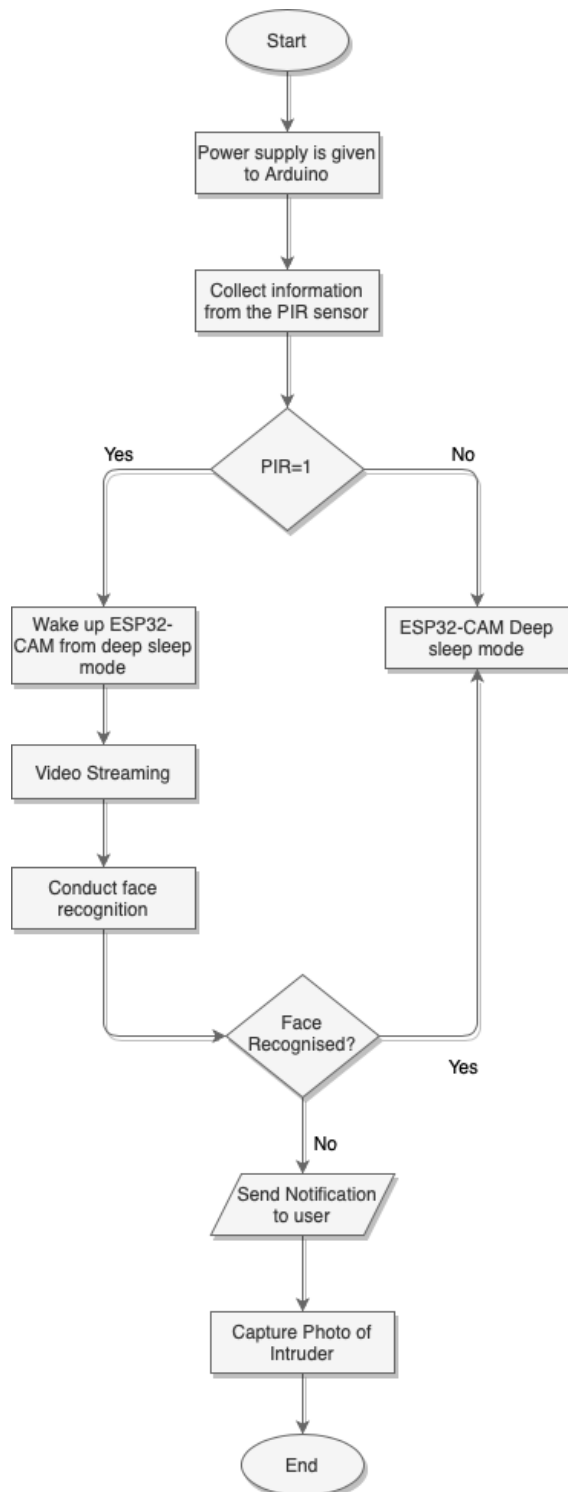 Start
Power supply is given
to Arduino
Collect information
from the PIR sensor
Yes
No
PIR=1
Wake up ESP32-
CAM from deep sleep
mode
ESP32-CAM Deep
sleep mode
Video Streaming
Conduct face
recognition
Face
Recognised?
Yes
No
Send Notification
to user
Capture Photo of
Intruder
End